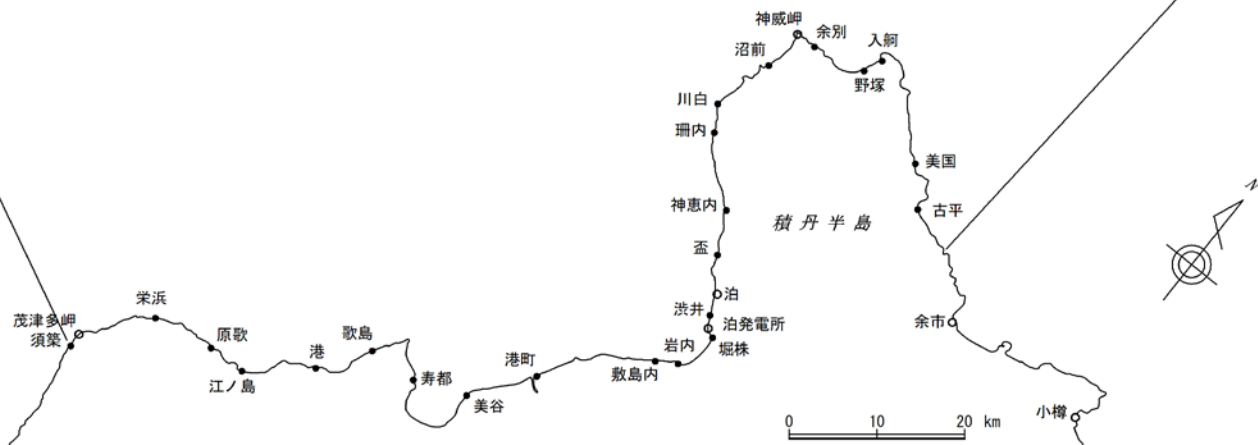 神威岬
余別
入舸
沼前
野塚
川白
珊内
美国
神恵内
積丹半島
古平
盃
泊
渋井
泊発電所
堀株
余市
小樽
栄浜
茂津多岬
須築
原歌
江ノ島
港
歌島
寿都
美谷
港町
敷島内
岩内
N
0 10 20 km